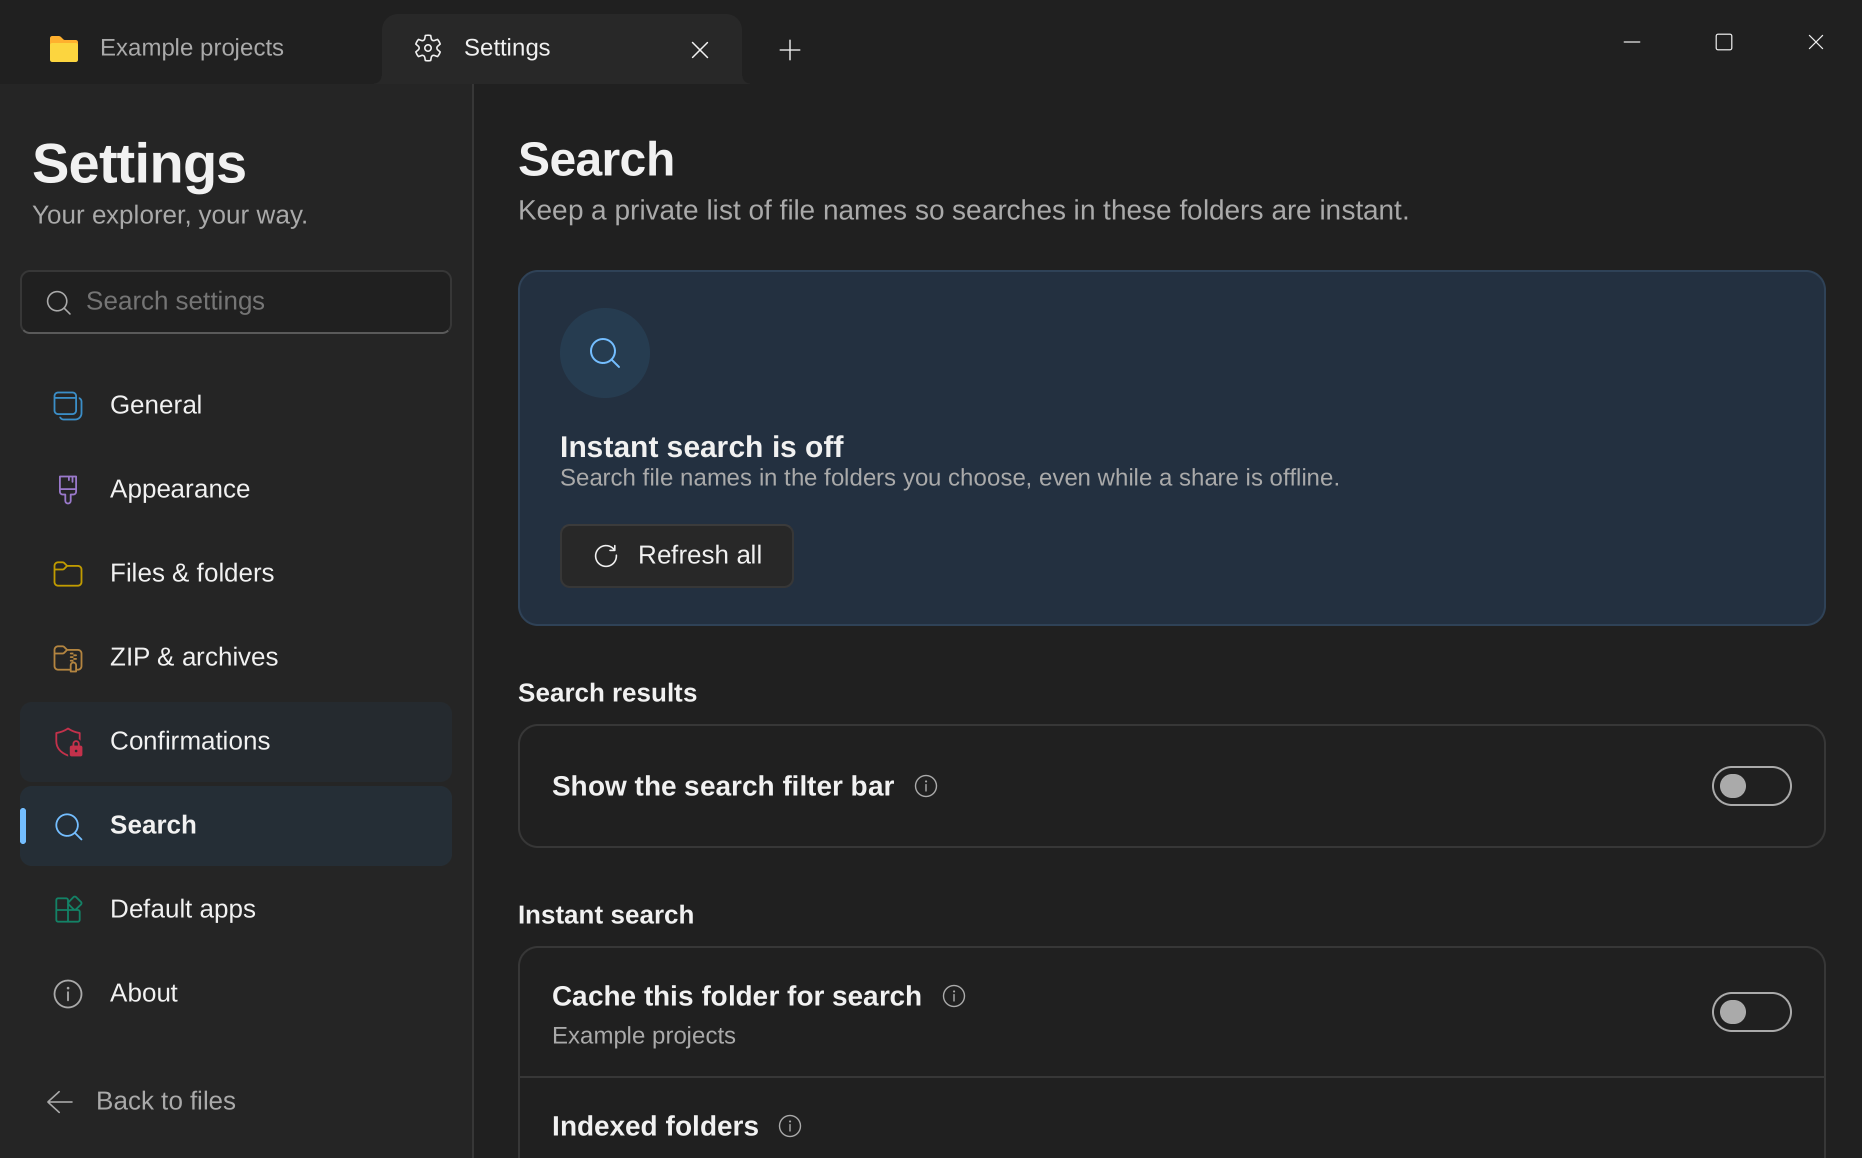 Example projects
Settings
Settings
Your explorer, your way.
Search settings
General
Appearance
Files & folders
ZIP & archives
Confirmations
Search
Default apps
About
Back to files
Search
Keep a private list of file names so searches in these folders are instant.
Instant search is off
Search file names in the folders you choose, even while a share is offline.
Refresh all
Search results
Show the search filter bar
Instant search
Cache this folder for search
Example projects
Indexed folders